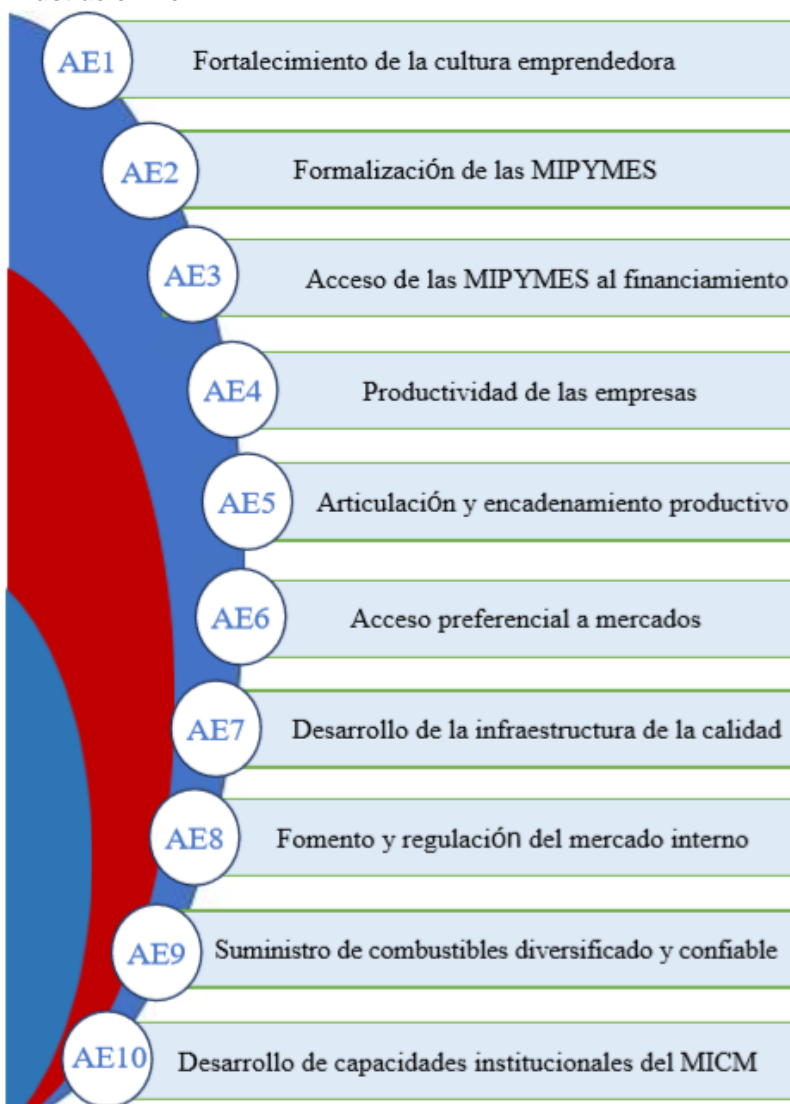 AE1 Fortalecimiento de la cultura emprendedora
AE2 Formalización de las MIPYMES
AE3 Acceso de las MIPYMES al financiamiento
AE4 Productividad de las empresas
AE5 Articulación y encadenamiento productivo
AE6 Acceso preferencial a mercados
AE7 Desarrollo de la infraestructura de la calidad
AE8 Fomento y regulación del mercado interno
AE9 Suministro de combustibles diversificado y confiable
AE10 Desarrollo de capacidades institucionales del MICM